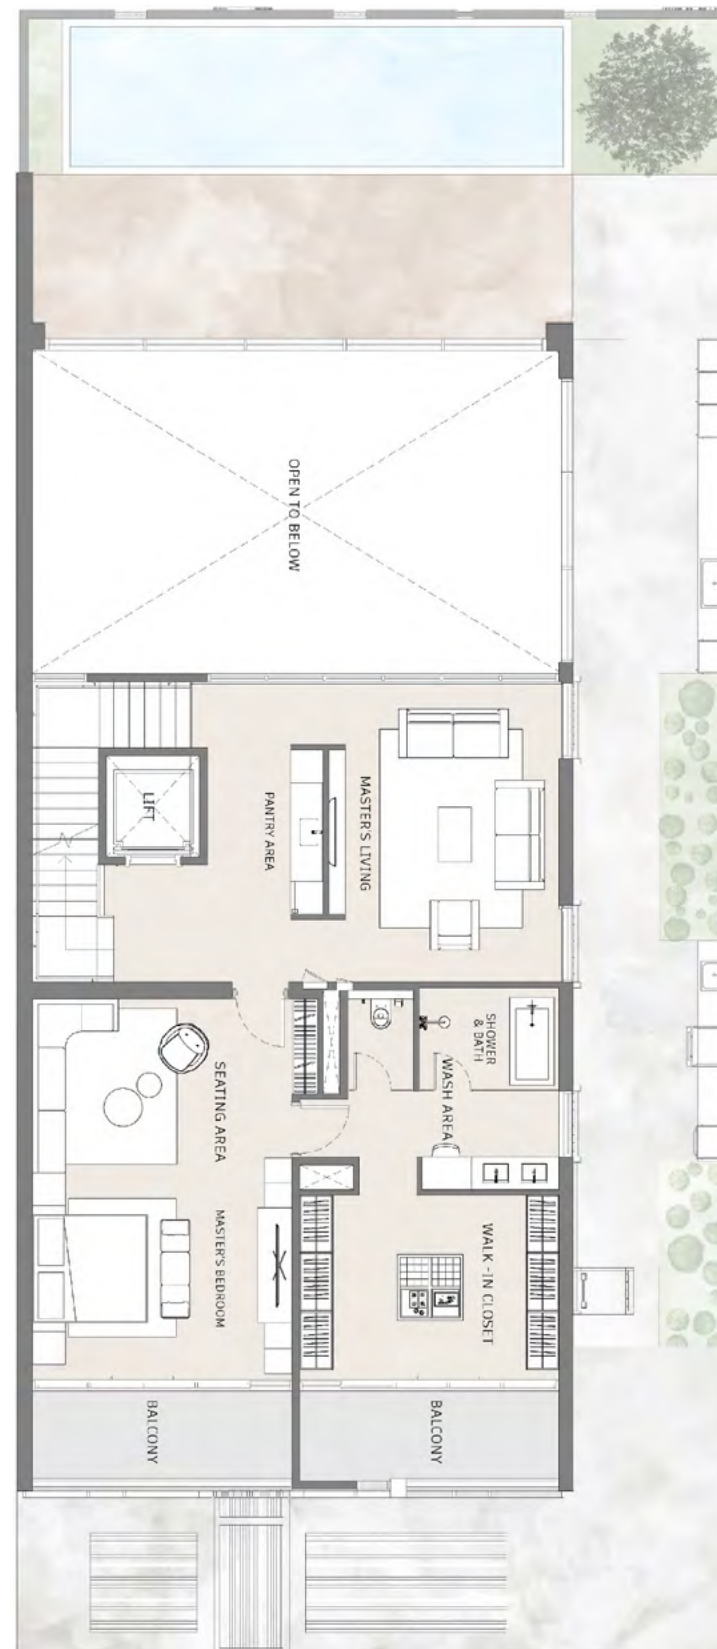 OPEN TO BELOW
LIFT
PANTRY AREA
MASTER'S LIVING
SEATING AREA
SHOWER
& BATH
WASH AREA
MASTER'S BEDROOM
WALK-IN CLOSET
BALCONY
BALCONY